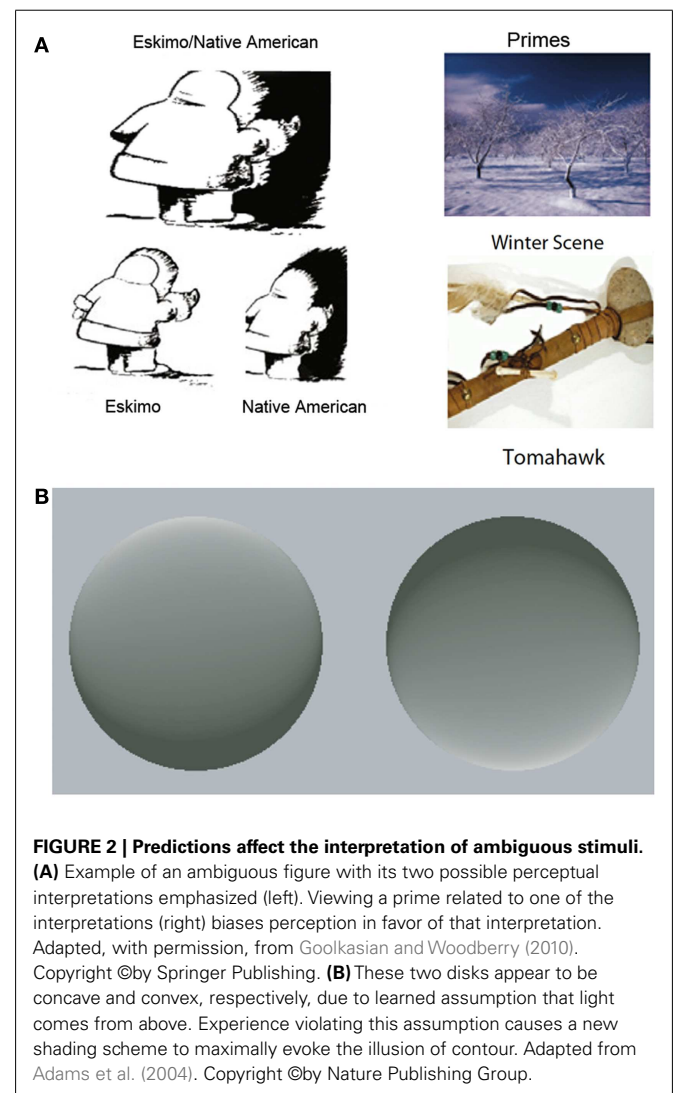 A
Eskimo/Native American
Primes
Winter Scene
Eskimo
Native American
Tomahawk
B
FIGURE 2 | Predictions affect the interpretation of ambiguous stimuli.
(A) Example of an ambiguous figure with its two possible perceptual
interpretations emphasized (left). Viewing a prime related to one of the
interpretations (right) biases perception in favor of that interpretation.
Adapted, with permission, from Goolkasian and Woodberry (2010).
Copyright ©by Springer Publishing. (B) These two disks appear to be
concave and convex, respectively, due to learned assumption that light
comes from above. Experience violating this assumption causes a new
shading scheme to maximally evoke the illusion of contour. Adapted from
Adams et al. (2004). Copyright ©by Nature Publishing Group.